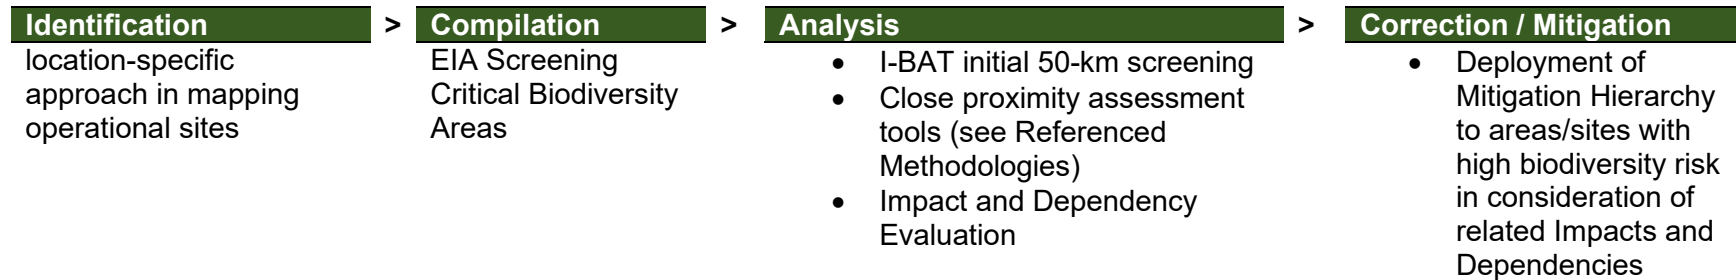 Identification > Compilation > Analysis > Correction / Mitigation
location-specific
approach in mapping
operational sites
EIA Screening
Critical Biodiversity
Areas
• I-BAT initial 50-km screening
• Close proximity assessment
tools (see Referenced
Methodologies)
• Impact and Dependency
Evaluation
• Deployment of
Mitigation Hierarchy
to areas/sites with
high biodiversity risk
in consideration of
related Impacts and
Dependencies